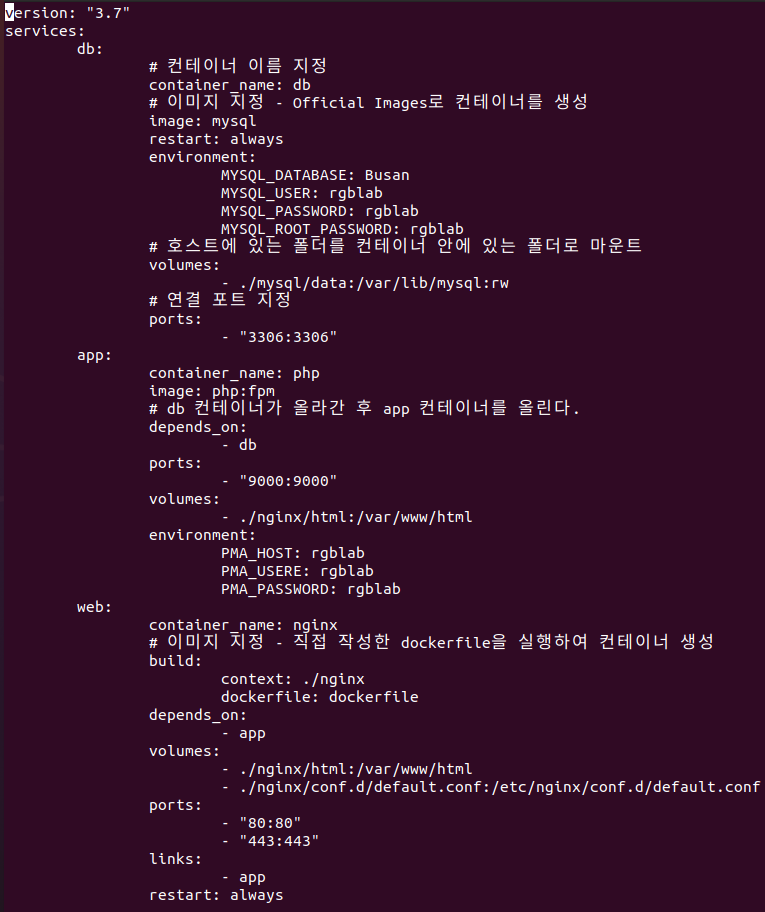 version: "3.7"
services:
        db:
                # 컨테이너 이름 지정
                container_name: db
                # 이미지 지정 - Official Images로 컨테이너를 생성
                image: mysql
                restart: always
                environment:
                        MYSQL_DATABASE: Busan
                        MYSQL_USER: rgblab
                        MYSQL_PASSWORD: rgblab
                        MYSQL_ROOT_PASSWORD: rgblab
                # 호스트에 있는 폴더를 컨테이너 안에 있는 폴더로 마운트
                volumes:
                        - ./mysql/data:/var/lib/mysql:rw
                # 연결 포트 지정
                ports:
                        - "3306:3306"
        app:
                container_name: php
                image: php:fpm
                # db 컨테이너가 올라간 후 app 컨테이너를 올린다.
                depends_on:
                        - db
                ports:
                        - "9000:9000"
                volumes:
                        - ./nginx/html:/var/www/html
                environment:
                        PMA_HOST: rgblab
                        PMA_USERE: rgblab
                        PMA_PASSWORD: rgblab
        web:
                container_name: nginx
                # 이미지 지정 - 직접 작성한 dockerfile을 실행하여 컨테이너 생성
                build:
                        context: ./nginx
                        dockerfile: dockerfile
                depends_on:
                        - app
                volumes:
                        - ./nginx/html:/var/www/html
                        - ./nginx/conf.d/default.conf:/etc/nginx/conf.d/default.conf
                ports:
                        - "80:80"
                        - "443:443"
                links:
                        - app
                restart: always